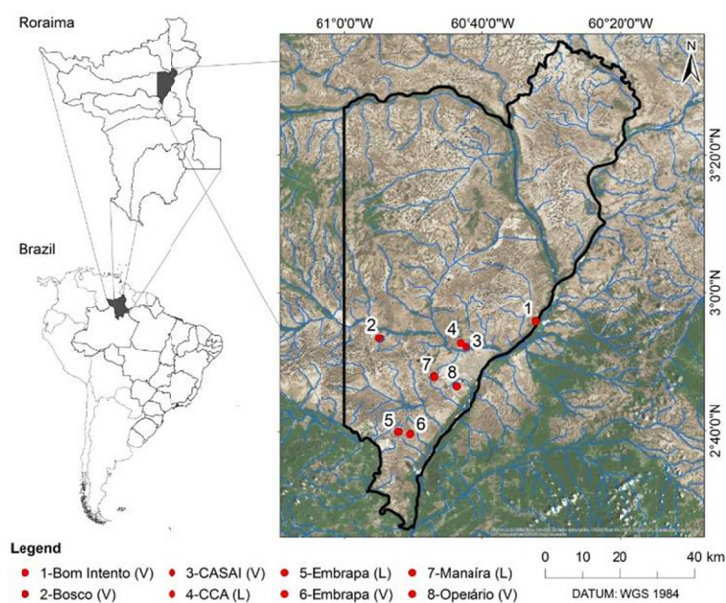 Roraima
61°0'0"W 60°40'0"W 60°20'0"W
N
3°20'0"N
Brazil
3°0'0"N
1
2
4
3
7
8
5
6
2°40'0"N
Legend
1-Bom Intento (V)
3-CASAI (V)
5-Embrapa (L)
7-Manaíra (L)
2-Bosco (V)
4-CCA (L)
6-Embrapa (V)
8-Operário (V)
0 10 20 40 km
DATUM: WGS 1984